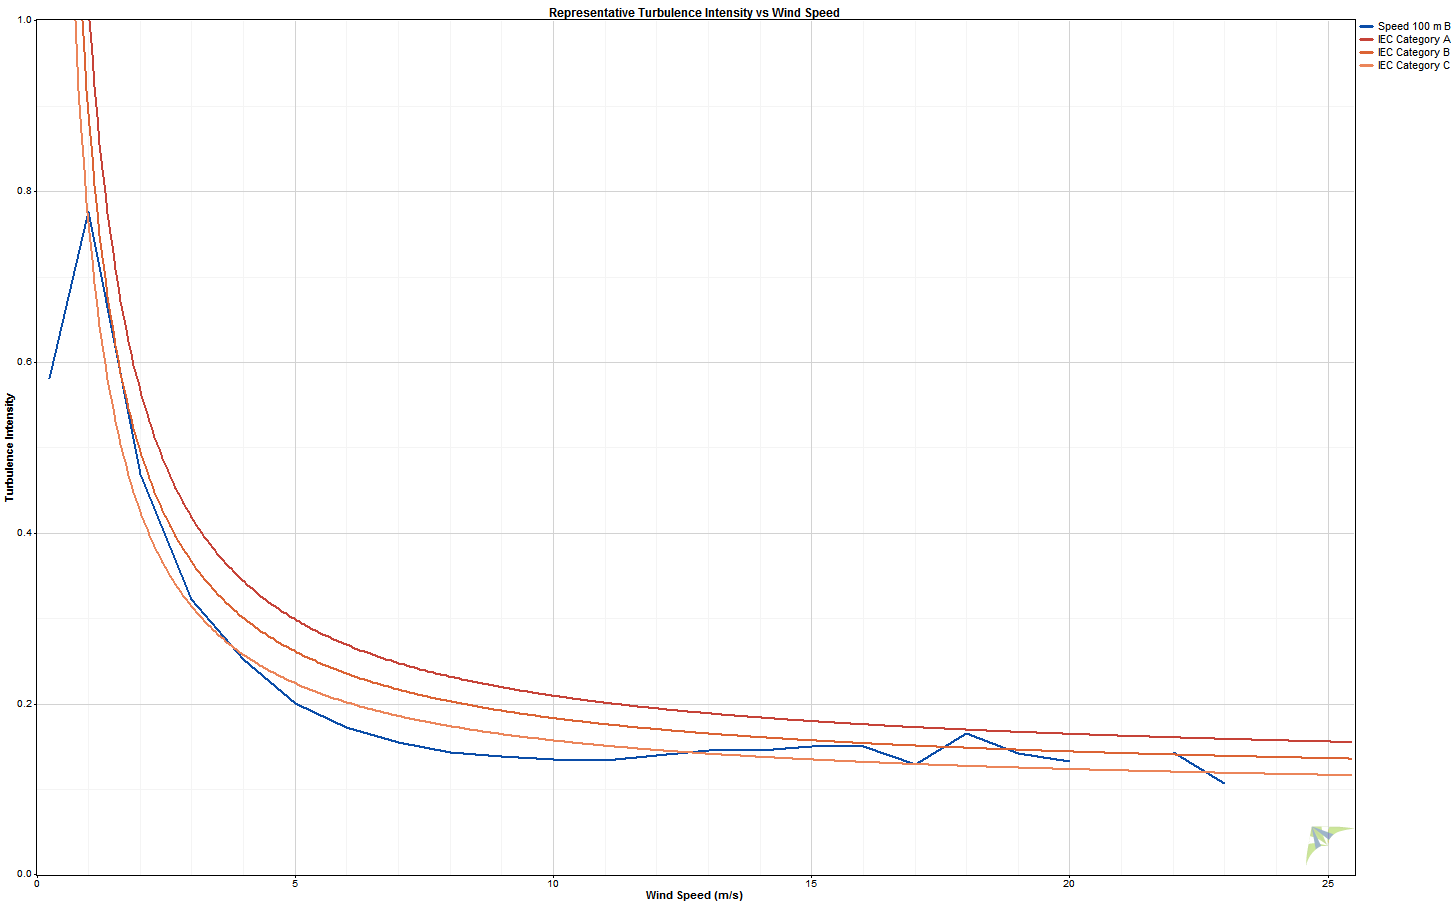 Representative Turbulence Intensity vs Wind Speed
1.0
0.8
0.6
0.4
0.2
0.0
Turbulence Intensity
0 5 10 15 20 25
Wind Speed (m/s)
Speed 100 m B
IEC Category A
IEC Category B
IEC Category C